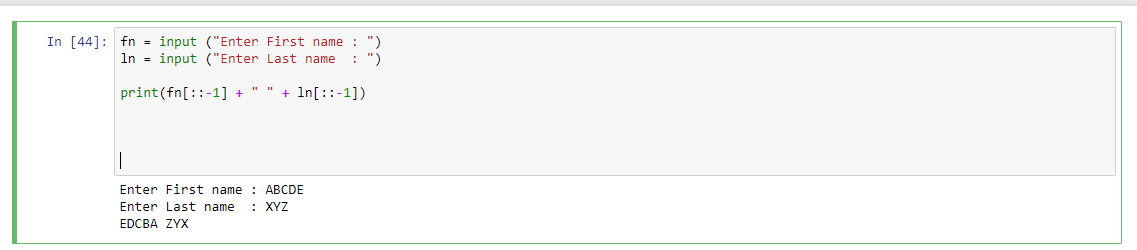 In [44]: fn = input ("Enter First name : ")
ln = input ("Enter Last name  : ")
print(fn[::-1] + " " + ln[::-1])
Enter First name : ABCDE
Enter Last name  : XYZ
EDCBA ZYX